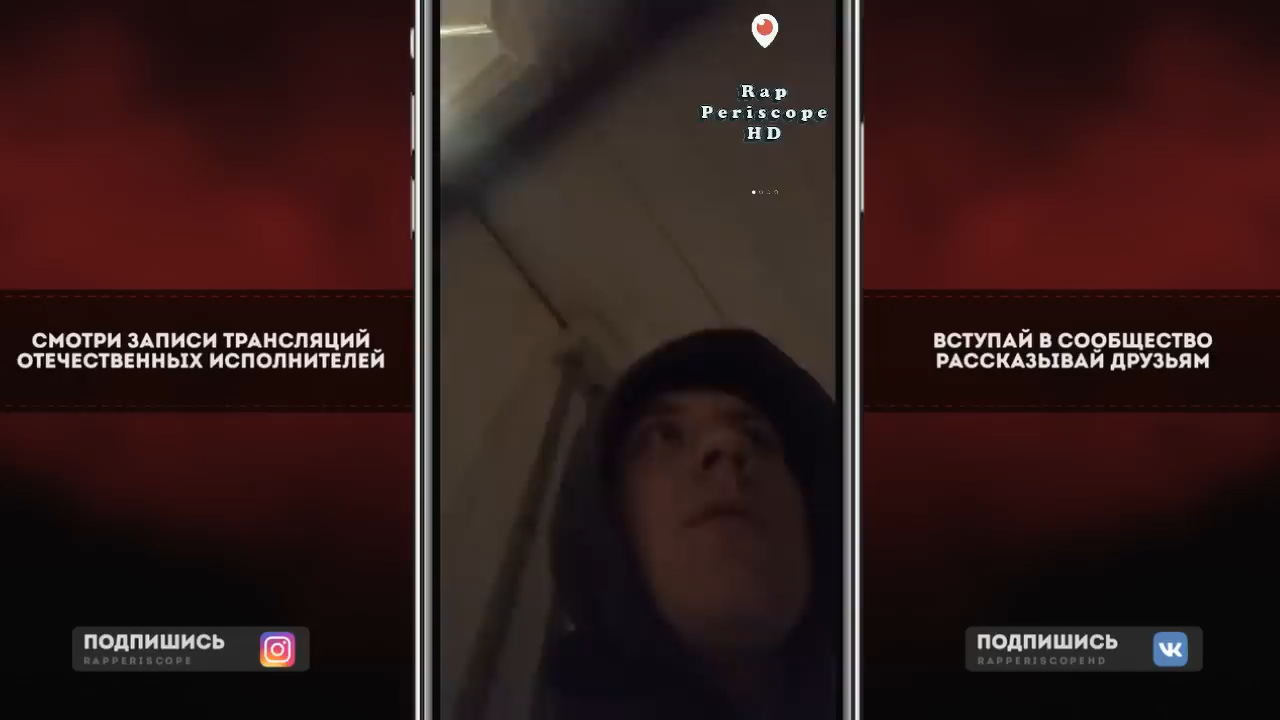 Rap
Periscope
HD
СМОТРИ ЗАПИСИ ТРАНСЛЯЦИЙ
ОТЕЧЕСТВЕННЫХ ИСПОЛНИТЕЛЕЙ
ВСТУПАЙ В СООБЩЕСТВО
РАССКАЗЫВАЙ ДРУЗЬЯМ
ПОДПИШИСЬ
RAPPERISCOPE
ПОДПИШИСЬ
RAPPERISCOPEHD